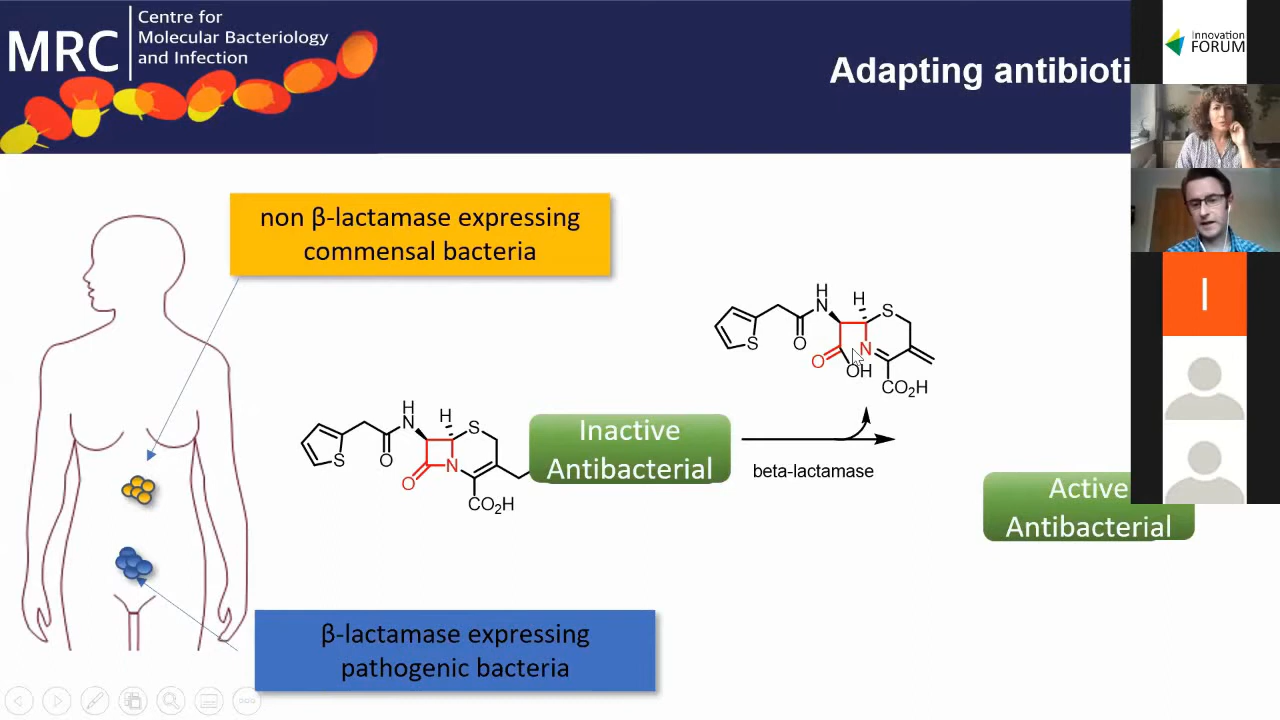 MRC
Centre for
Molecular Bacteriology
and Infection
Adapting antibioti
Innovation
FORUM
non β-lactamase expressing
commensal bacteria
H
N
H
S
S
O
O
N
OH
CO₂H
H
N
H
S
S
O
O
N
CO₂H
Inactive
Antibacterial
beta-lactamase
I
Active
Antibacterial
β-lactamase expressing
pathogenic bacteria